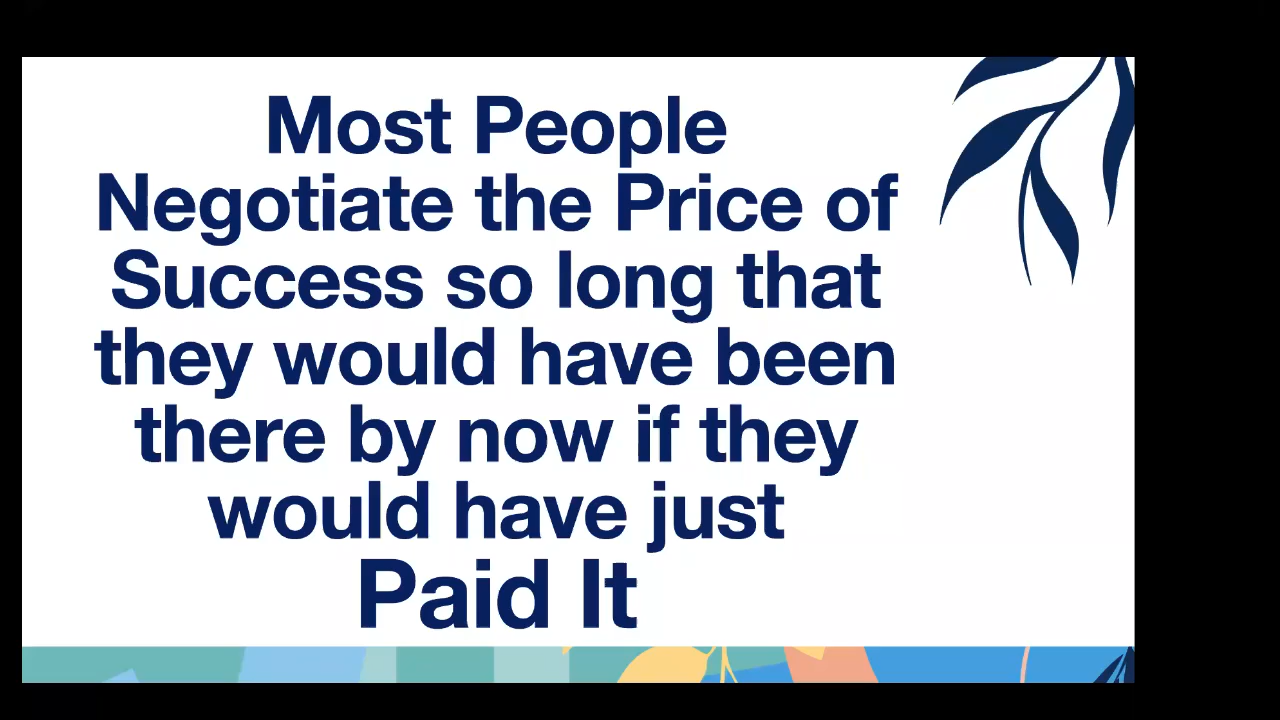 Most People
Negotiate the Price of
Success so long that
they would have been
there by now if they
would have just
Paid It